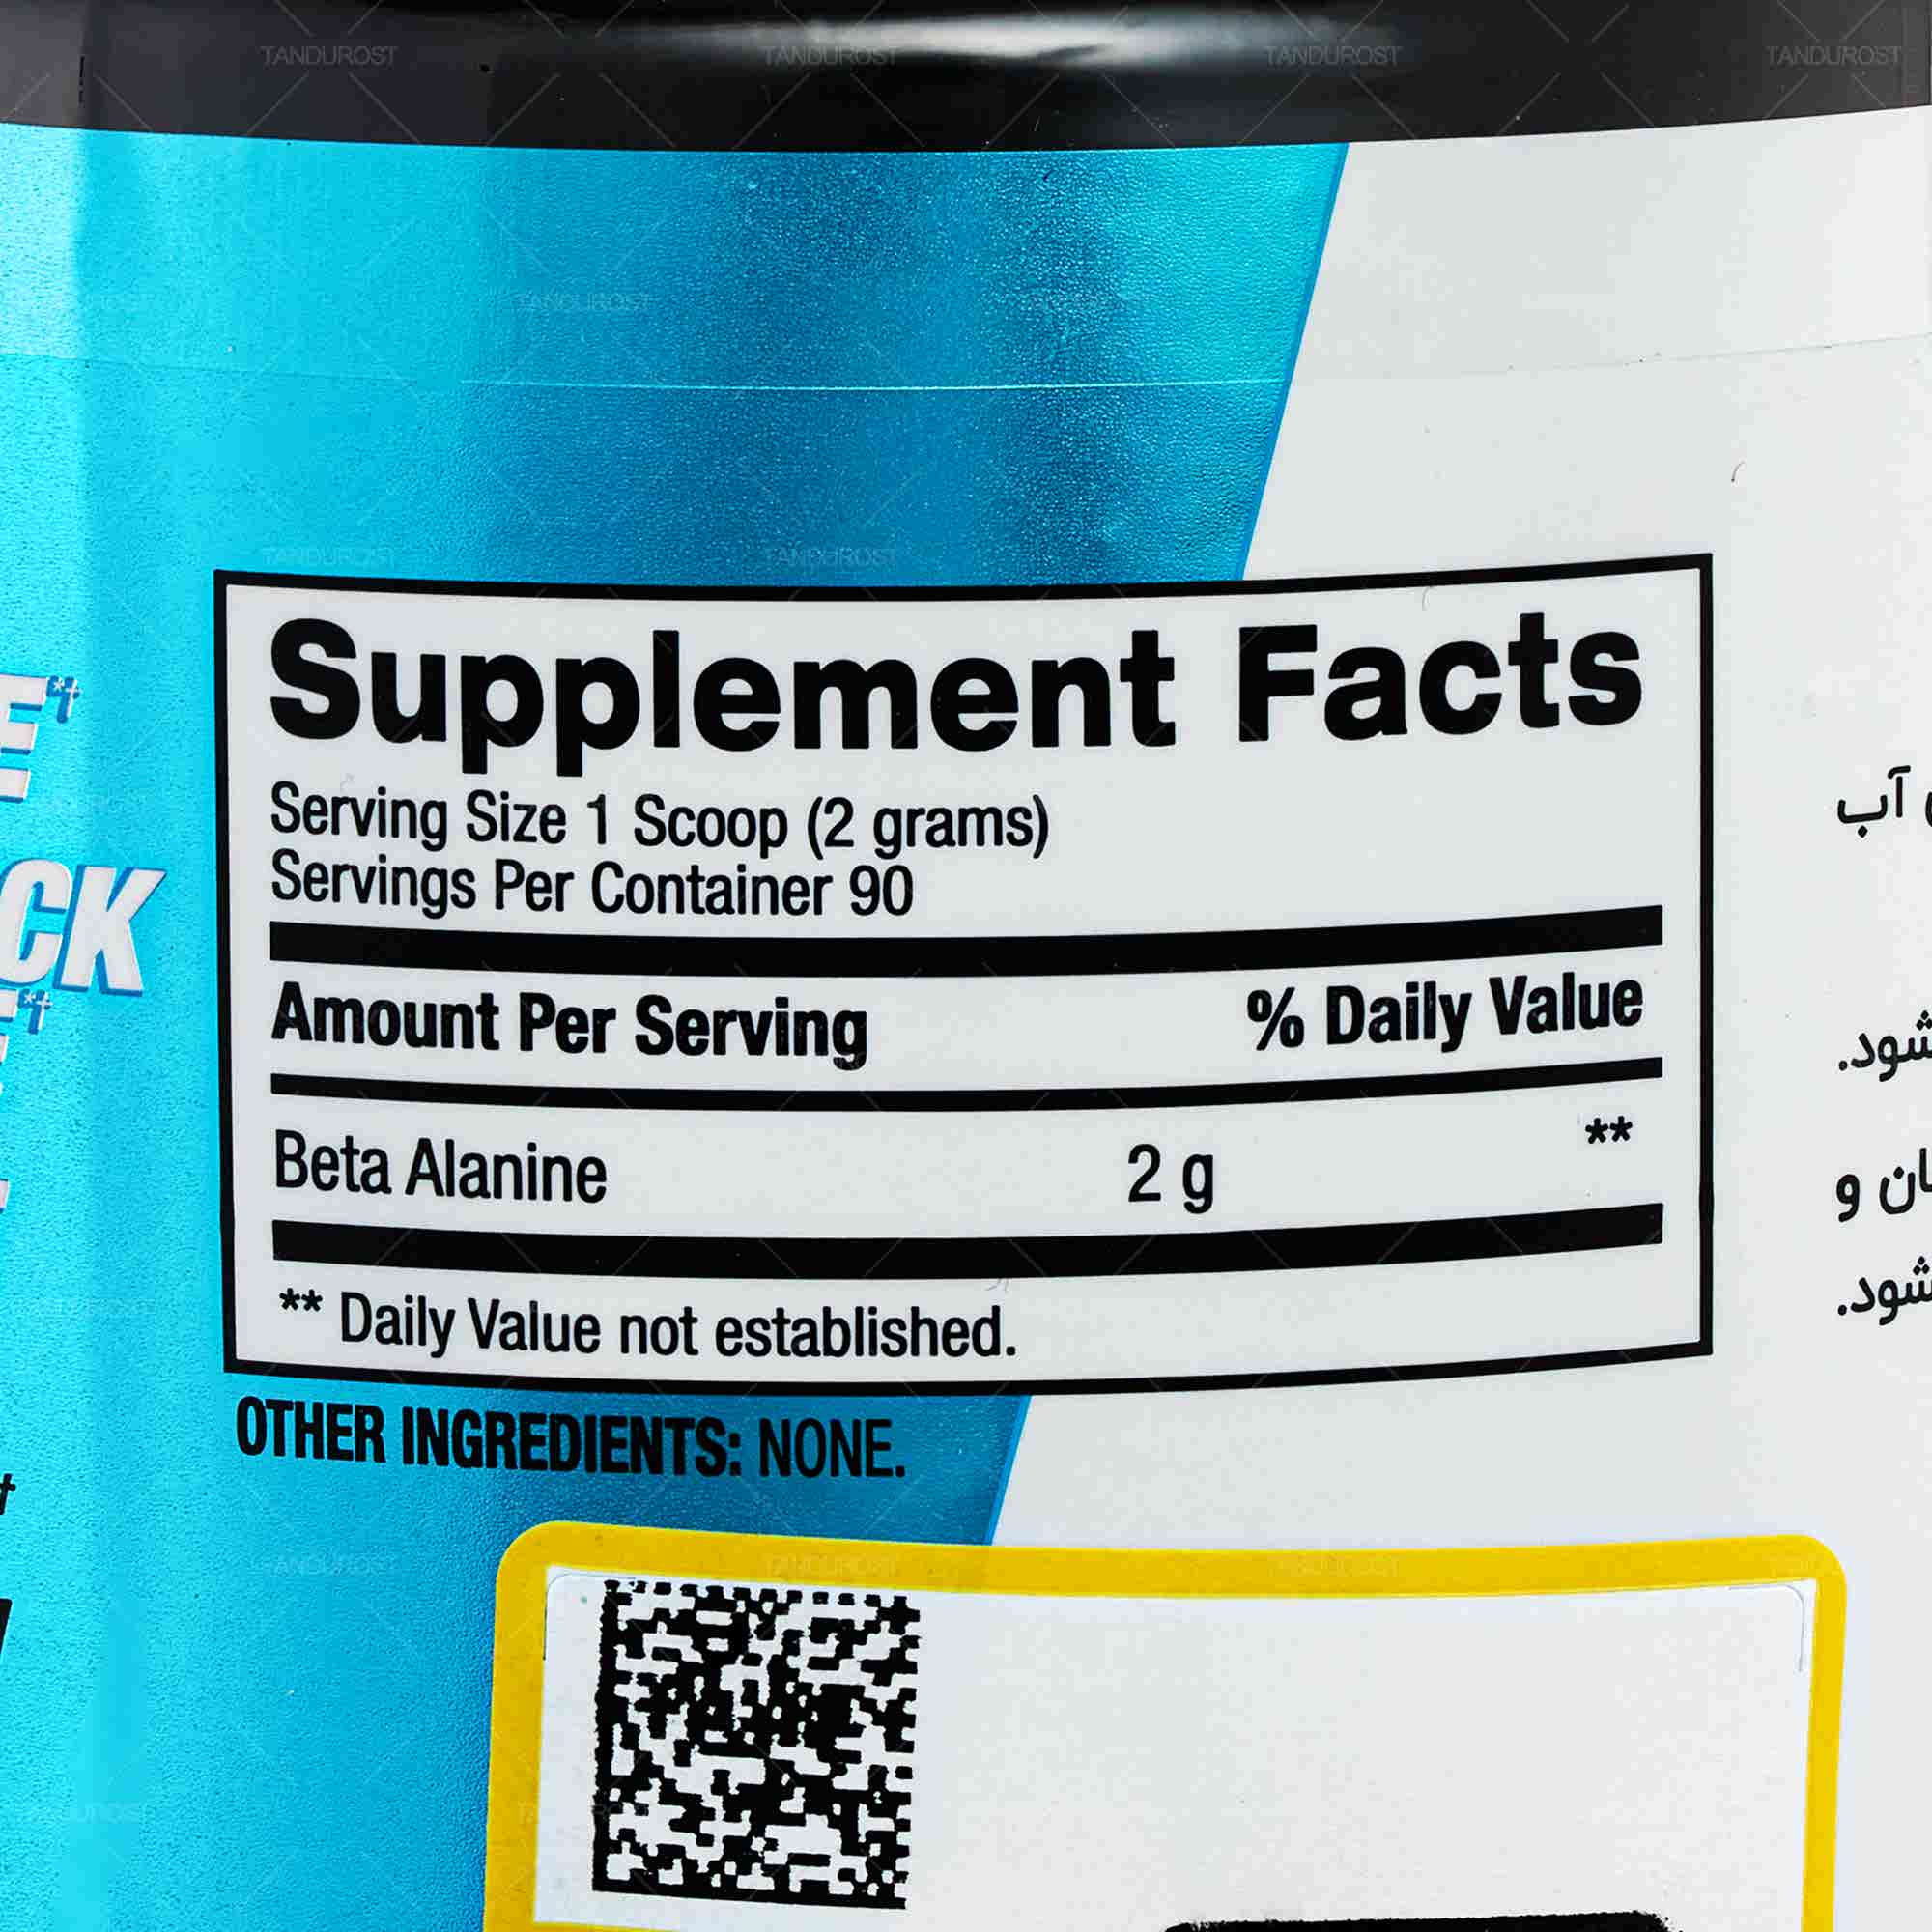 Supplement Facts
Serving Size 1 Scoop (2 grams)
Servings Per Container 90
Amount Per Serving % Daily Value
Beta Alanine 2 g **
** Daily Value not established.
OTHER INGREDIENTS: NONE.
E*†
CK
*†
آب
شود.
و
شود.
TANDUROST